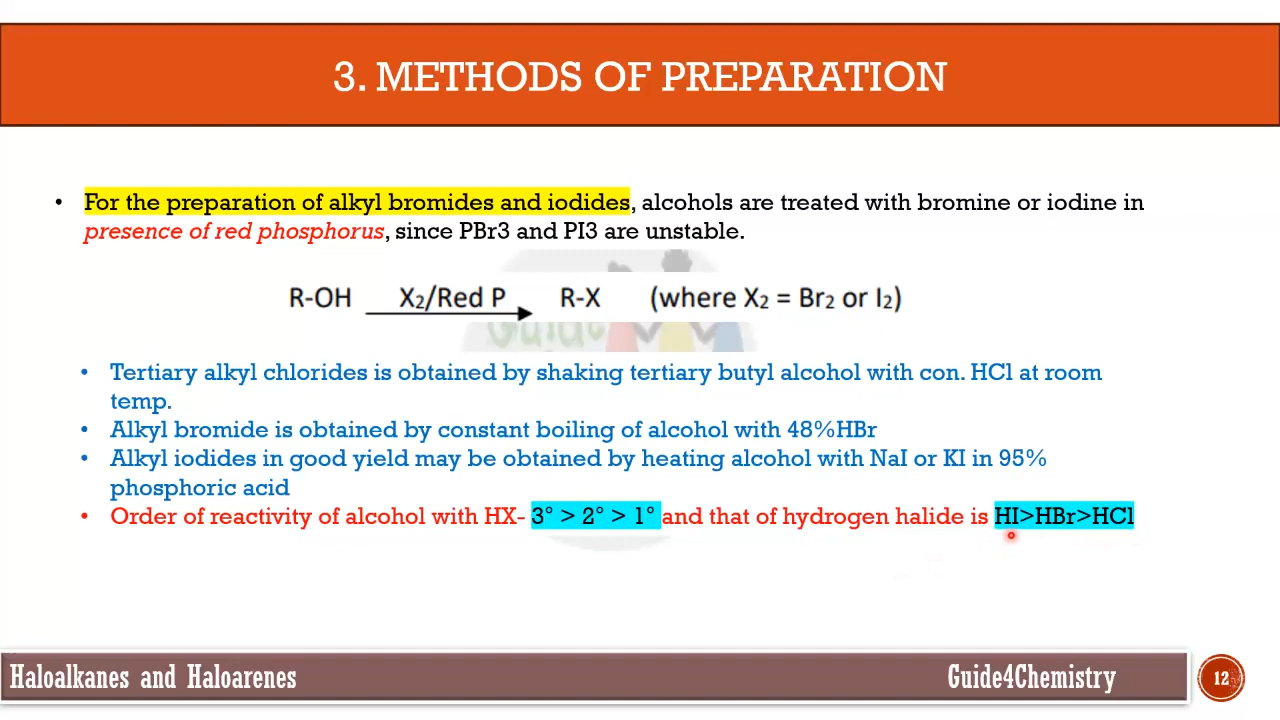 3. METHODS OF PREPARATION
• For the preparation of alkyl bromides and iodides, alcohols are treated with bromine or iodine in
presence of red phosphorus, since PBr3 and PI3 are unstable.
R-OH X₂/Red P R-X (where X₂ = Br₂ or I₂)
Guide
• Tertiary alkyl chlorides is obtained by shaking tertiary butyl alcohol with con. HCl at room
temp.
• Alkyl bromide is obtained by constant boiling of alcohol with 48%HBr
• Alkyl iodides in good yield may be obtained by heating alcohol with NaI or KI in 95%
phosphoric acid
• Order of reactivity of alcohol with HX- 3° > 2° > 1° and that of hydrogen halide is HI>HBr>HCl
Haloalkanes and Haloarenes Guide4Chemistry 12